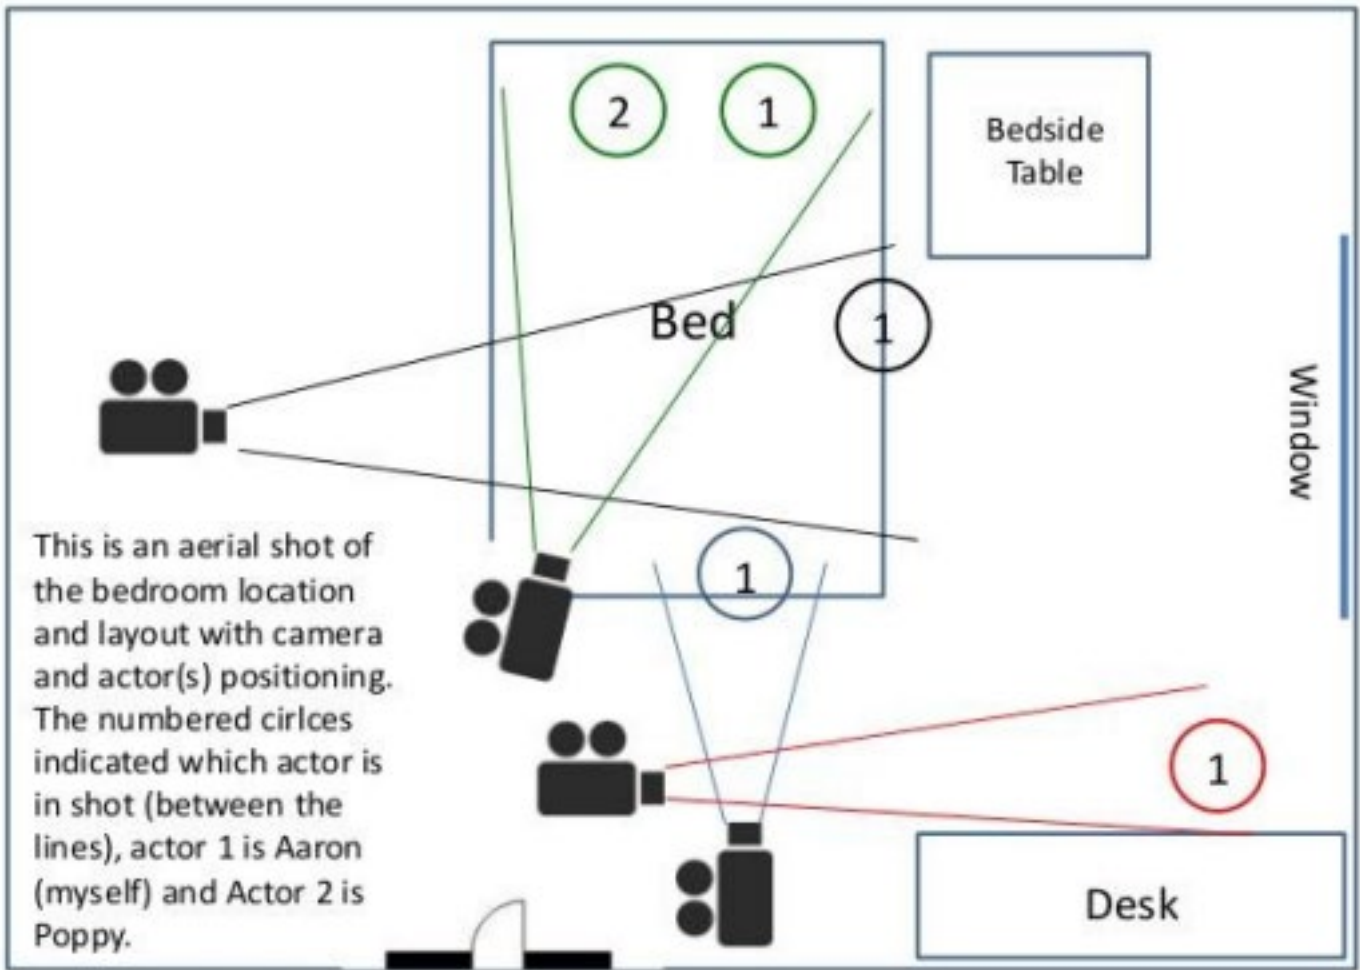 2
1
Bedside
Table
Bed
1
Window
1
1
Desk
This is an aerial shot of
the bedroom location
and layout with camera
and actor(s) positioning.
The numbered cirlces
indicated which actor is
in shot (between the
lines), actor 1 is Aaron
(myself) and Actor 2 is
Poppy.